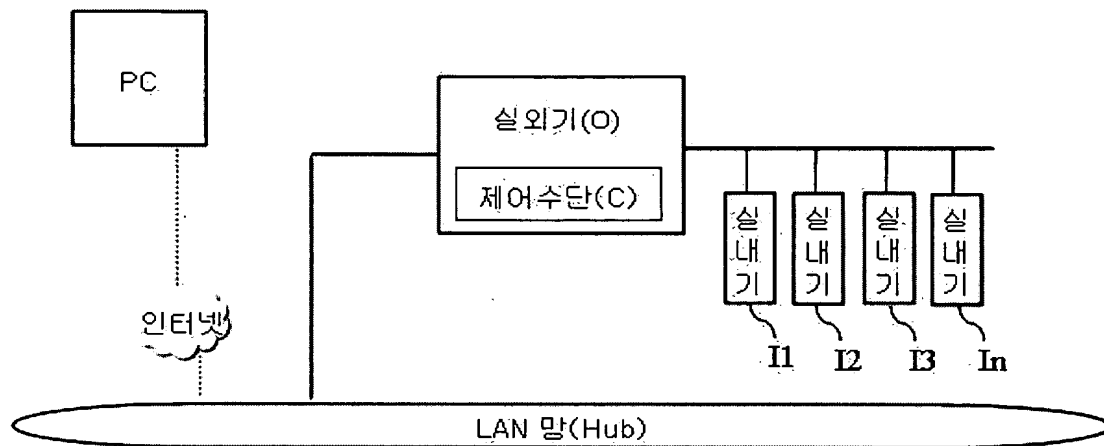 PC
실외기(O)
제어수단(C)
실내기
실내기
실내기
실내기
I1
I2
I3
In
인터넷
LAN 망(Hub)